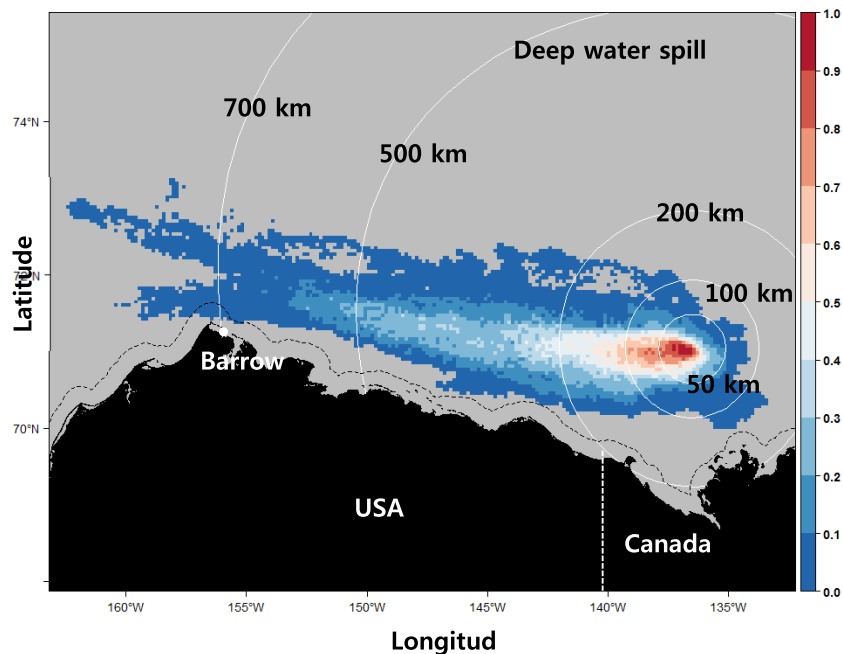 Deep water spill
700 km
500 km
200 km
100 km
50 km
Barrow
USA
Canada
Latitude
74°N
72°N
70°N
160°W
155°W
150°W
145°W
140°W
135°W
Longitud
1.0
0.9
0.8
0.7
0.6
0.5
0.4
0.3
0.2
0.1
0.0